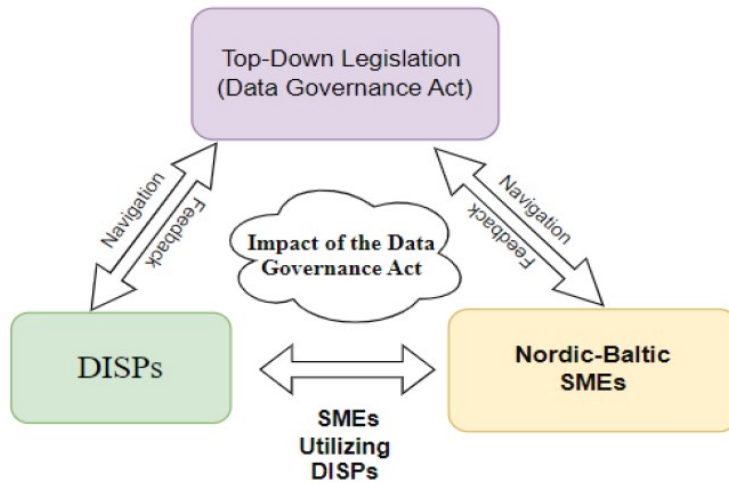 Top-Down Legislation
(Data Governance Act)
Navigation
Feedback
Navigation
Feedback
Impact of the Data
Governance Act
DISPs
Nordic-Baltic
SMEs
SMEs
Utilizing
DISPs